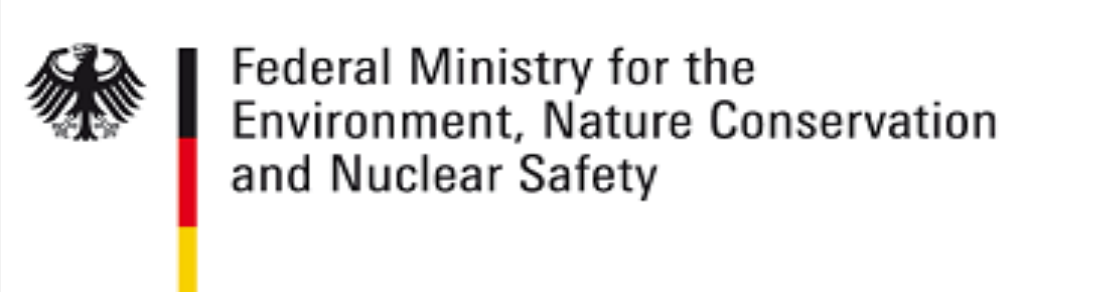 Federal Ministry for the
Environment, Nature Conservation
and Nuclear Safety